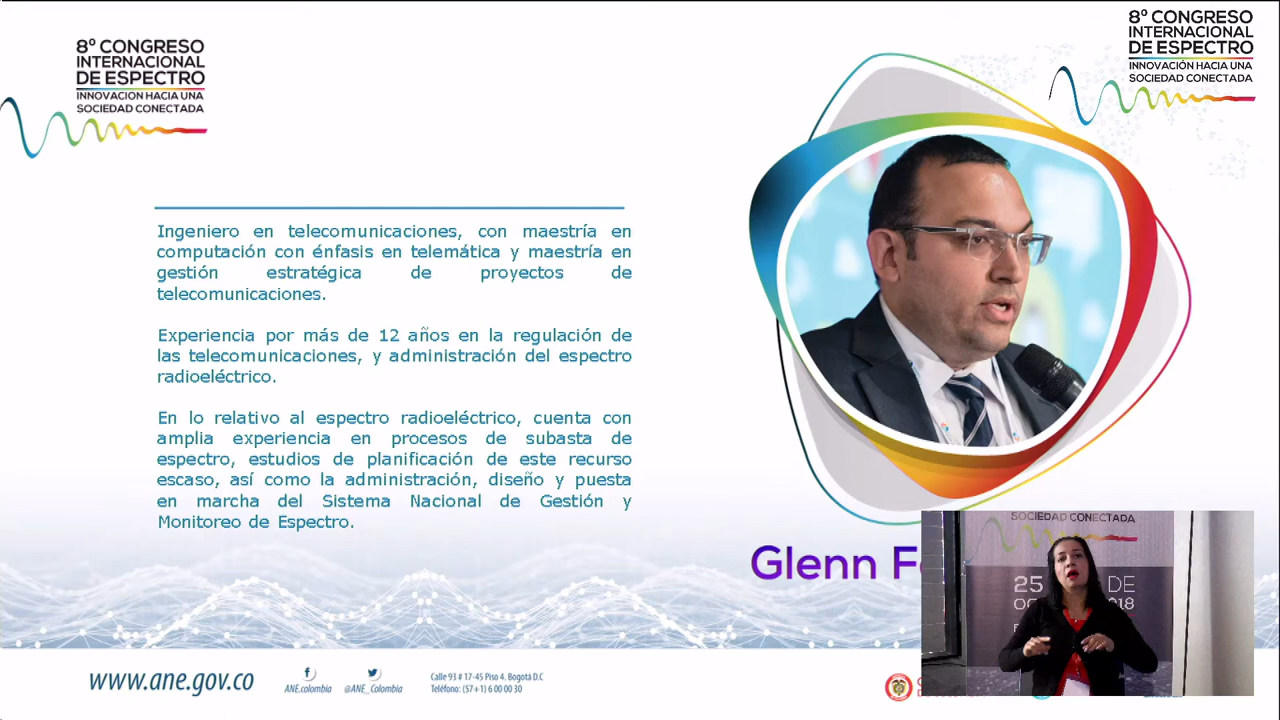 8º CONGRESO
INTERNACIONAL
DE ESPECTRO
INNOVACIÓN HACIA UNA
SOCIEDAD CONECTADA
8º CONGRESO
INTERNACIONAL
DE ESPECTRO
INNOVACIÓN HACIA UNA
SOCIEDAD CONECTADA
Ingeniero en telecomunicaciones, con maestría en
computación con énfasis en telemática y maestría en
gestión estratégica de proyectos de
telecomunicaciones.
Experiencia por más de 12 años en la regulación de
las telecomunicaciones, y administración del espectro
radioeléctrico.
En lo relativo al espectro radioeléctrico, cuenta con
amplia experiencia en procesos de subasta de
espectro, estudios de planificación de este recurso
escaso, así como la administración, diseño y puesta
en marcha del Sistema Nacional de Gestión y
Monitoreo de Espectro.
Glenn
SOCIEDAD CONECTADA
25 DE
www.ane.gov.co
ANE.colombia
@ANE_Colombia
Calle 93 # 17-45 Piso 4. Bogotá D.C
Teléfono: (57+1) 6 00 00 30